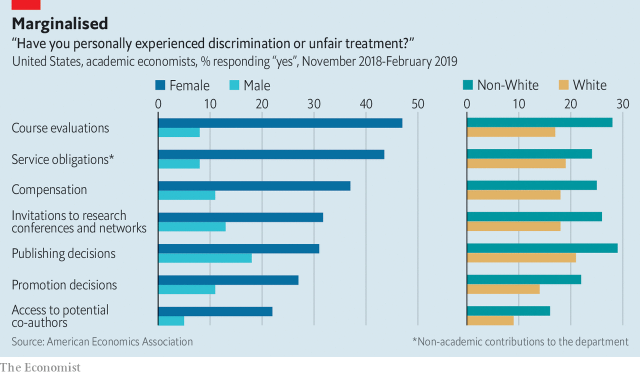 Marginalised
“Have you personally experienced discrimination or unfair treatment?”
United States, academic economists, % responding “yes”, November 2018-February 2019
Female Male
Non-White White
0 10 20 30 40 50
0 10 20 30
Course evaluations
Service obligations*
Compensation
Invitations to research
conferences and networks
Publishing decisions
Promotion decisions
Access to potential
co-authors
Source: American Economics Association
*Non-academic contributions to the department
The Economist